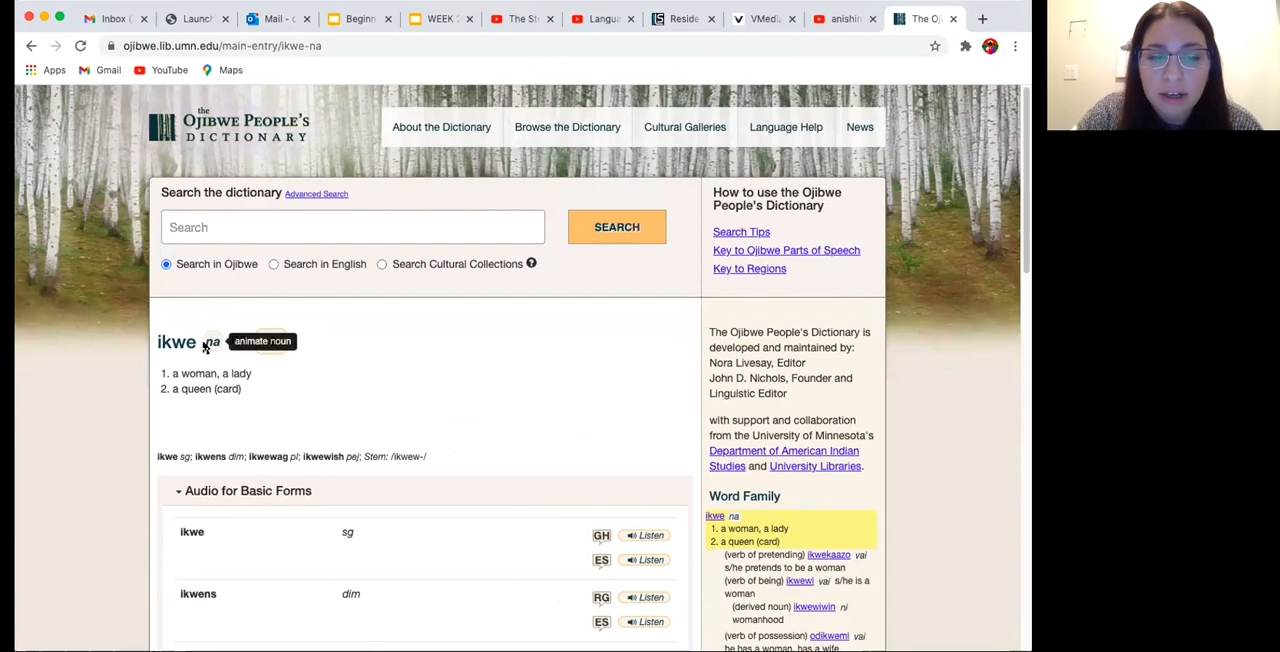 Inbox (
Launch
Mail - c
Beginn
WEEK
The St
Langua
Reside
VMedi
anishin
The Oj
ojibwe.lib.umn.edu/main-entry/ikwe-na
Apps
Gmail
YouTube
Maps
the
OJIBWE PEOPLE'S
DICTIONARY
About the Dictionary
Browse the Dictionary
Cultural Galleries
Language Help
News
Search the dictionary Advanced Search
Search
SEARCH
Search in Ojibwe
Search in English
Search Cultural Collections ?
How to use the Ojibwe
People's Dictionary
Search Tips
Key to Ojibwe Parts of Speech
Key to Regions
ikwe na
animate noun
1. a woman, a lady
2. a queen (card)
ikwe sg; ikwens dim; ikwewag pl; ikwewish pej; Stem: /ikwew-/
Audio for Basic Forms
ikwe sg GH Listen
ES Listen
ikwens dim RG Listen
ES Listen
The Ojibwe People's Dictionary is
developed and maintained by:
Nora Livesay, Editor
John D. Nichols, Founder and
Linguistic Editor
with support and collaboration
from the University of Minnesota's
Department of American Indian
Studies and University Libraries.
Word Family
ikwe na
1. a woman, a lady
2. a queen (card)
(verb of pretending) ikwekaazo vai
s/he pretends to be a woman
(verb of being) ikwewi vai s/he is a
woman
(derived noun) ikwewiwin ni
womanhood
(verb of possession) odikwemi vai
he has a woman, has a wife